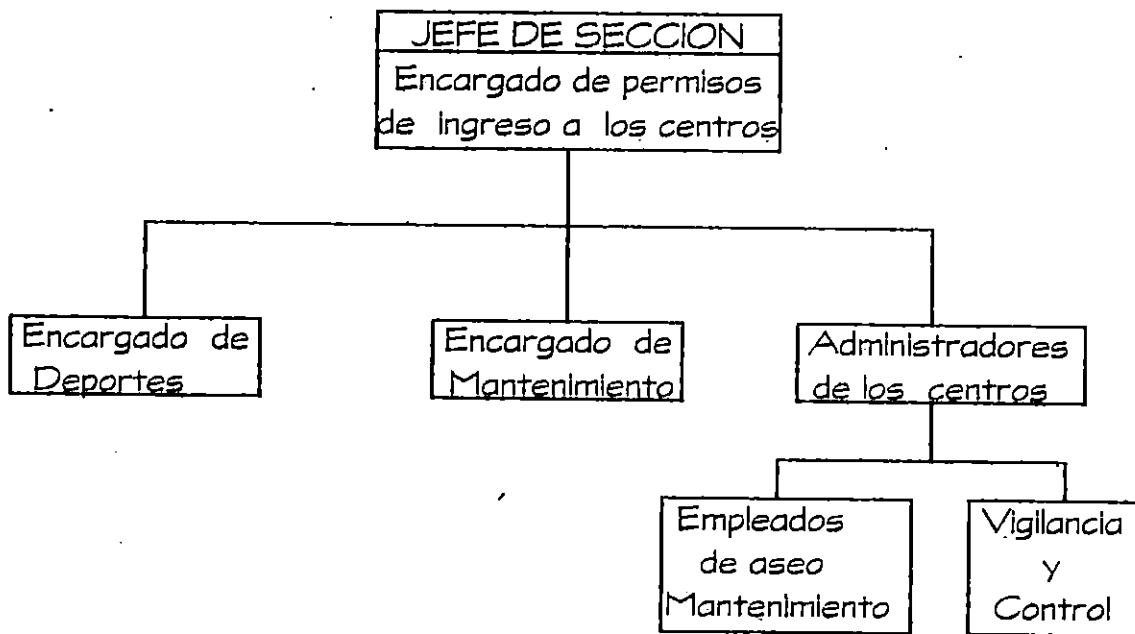 JEFE DE SECCION
Encargado de permisos
de ingreso a los centros
Encargado de
Deportes
Encargado de
Mantenimiento
Administradores
de los centros
Empleados
de aseo
Mantenimiento
Vigilancia
y
Control